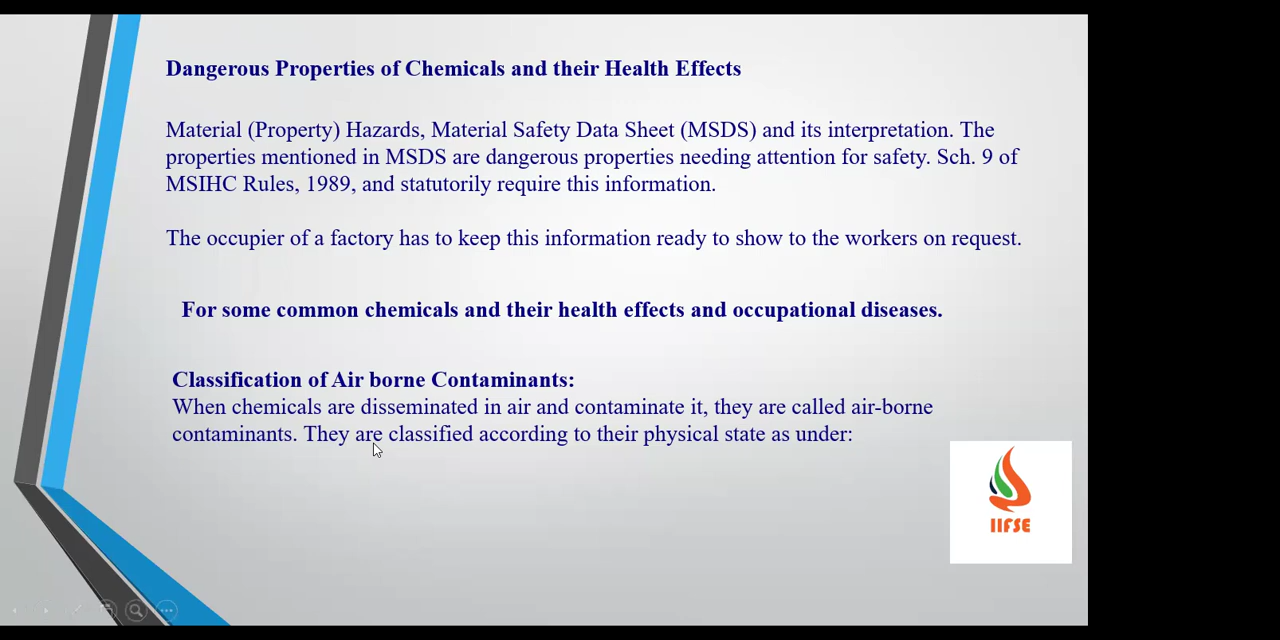 Dangerous Properties of Chemicals and their Health Effects
Material (Property) Hazards, Material Safety Data Sheet (MSDS) and its interpretation. The
properties mentioned in MSDS are dangerous properties needing attention for safety. Sch. 9 of
MSIHC Rules, 1989, and statutorily require this information.
The occupier of a factory has to keep this information ready to show to the workers on request.
For some common chemicals and their health effects and occupational diseases.
Classification of Air borne Contaminants:
When chemicals are disseminated in air and contaminate it, they are called air-borne
contaminants. They are classified according to their physical state as under:
IIFSE